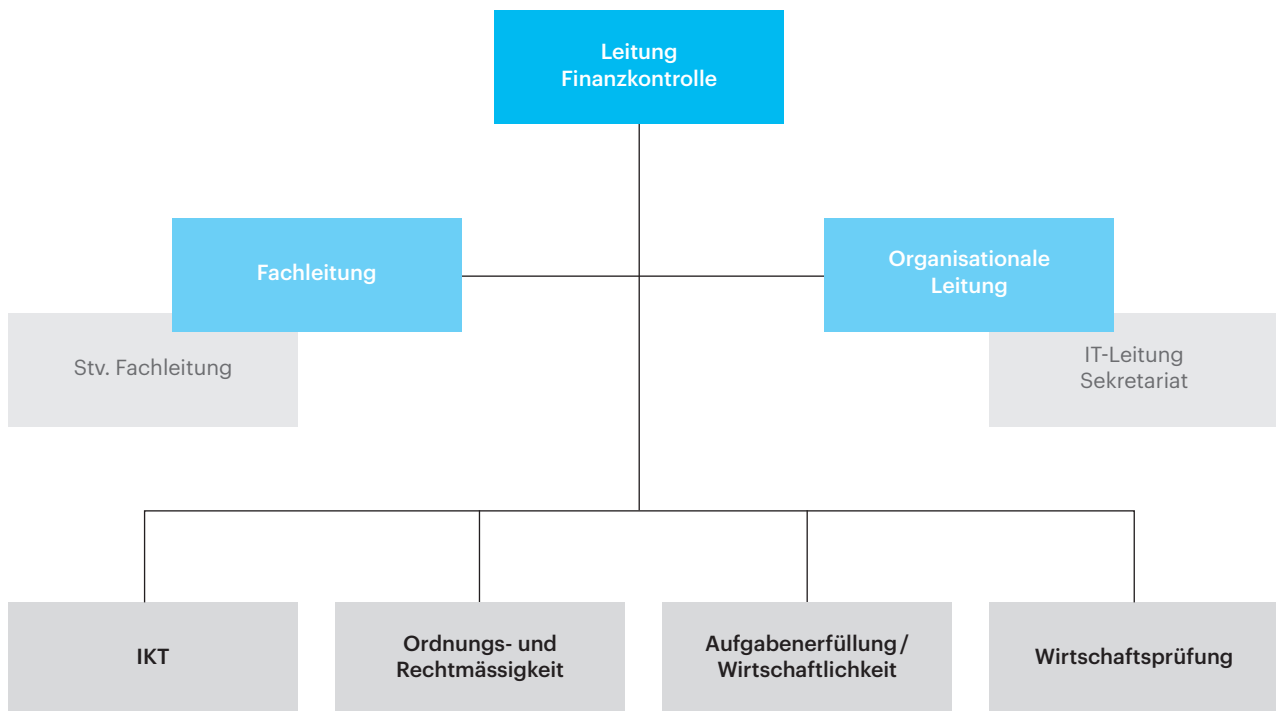 Leitung
Finanzkontrolle
Fachleitung
Organisationale
Leitung
Stv. Fachleitung
IT-Leitung
Sekretariat
IKT
Ordnungs- und
Rechtmässigkeit
Aufgabenerfüllung/
Wirtschaftlichkeit
Wirtschaftsprüfung